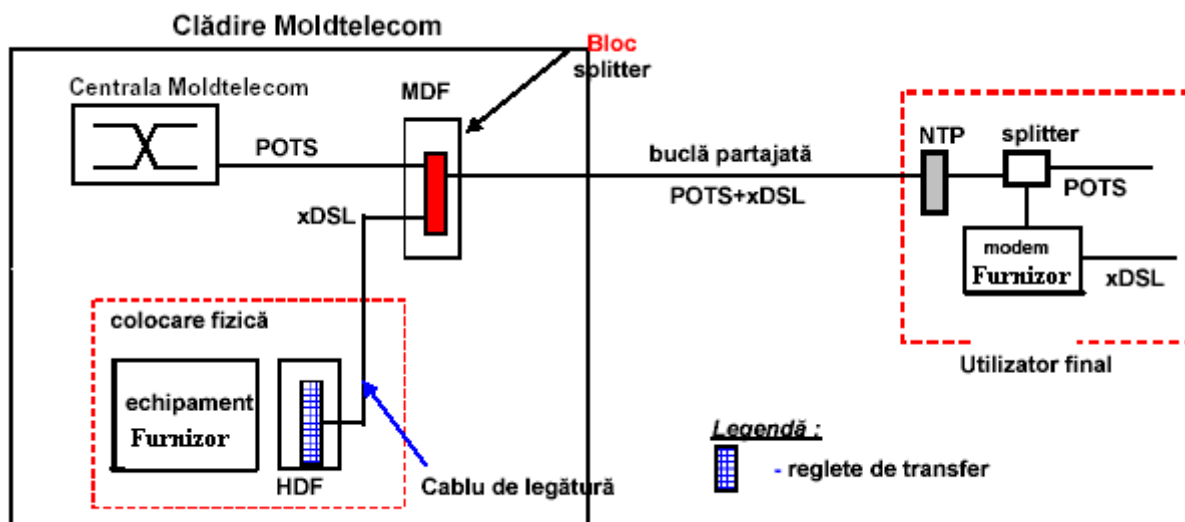 Clădire Moldtelecom
Bloc
splitter
Centrala Moldtelecom
MDF
POTS
xDSL
buclă partajată
POTS+xDSL
NTP
splitter
POTS
modem
Furnizor
xDSL
Utilizator final
colocare fizică
echipament
Furnizor
HDF
Cablu de legătură
Legendă :
- reglete de transfer